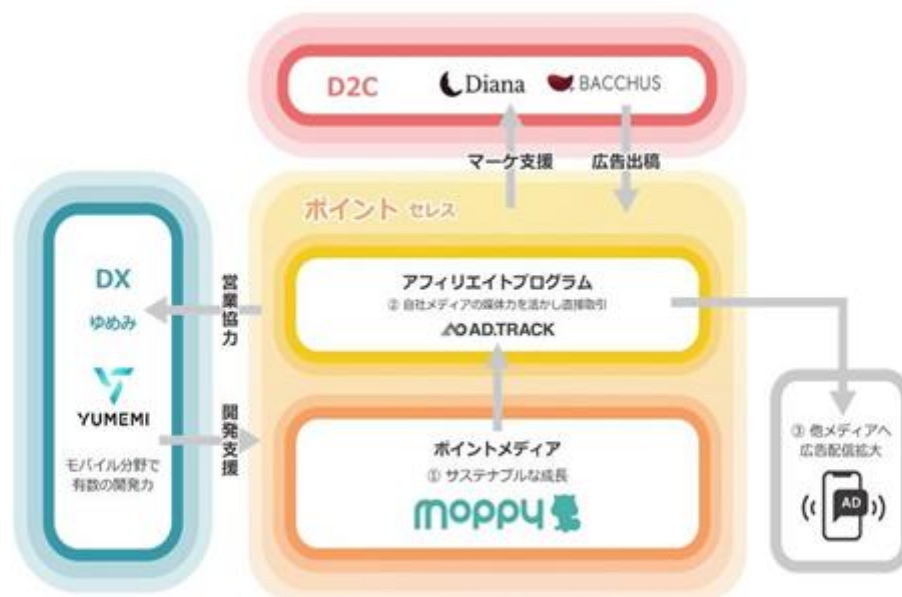 D2C
Diana
BACCHUS
マーケ支援
広告出稿
ポイント セレス
アフィリエイトプログラム
② 自社メディアの媒体力を活かし直接取引
AD.TRACK
営業協力
DX
ゆめみ
YUMEMI
モバイル分野で
有数の開発力
開発支援
ポイントメディア
① サステナブルな成長
moppy
③ 他メディアへ
広告配信拡大
AD